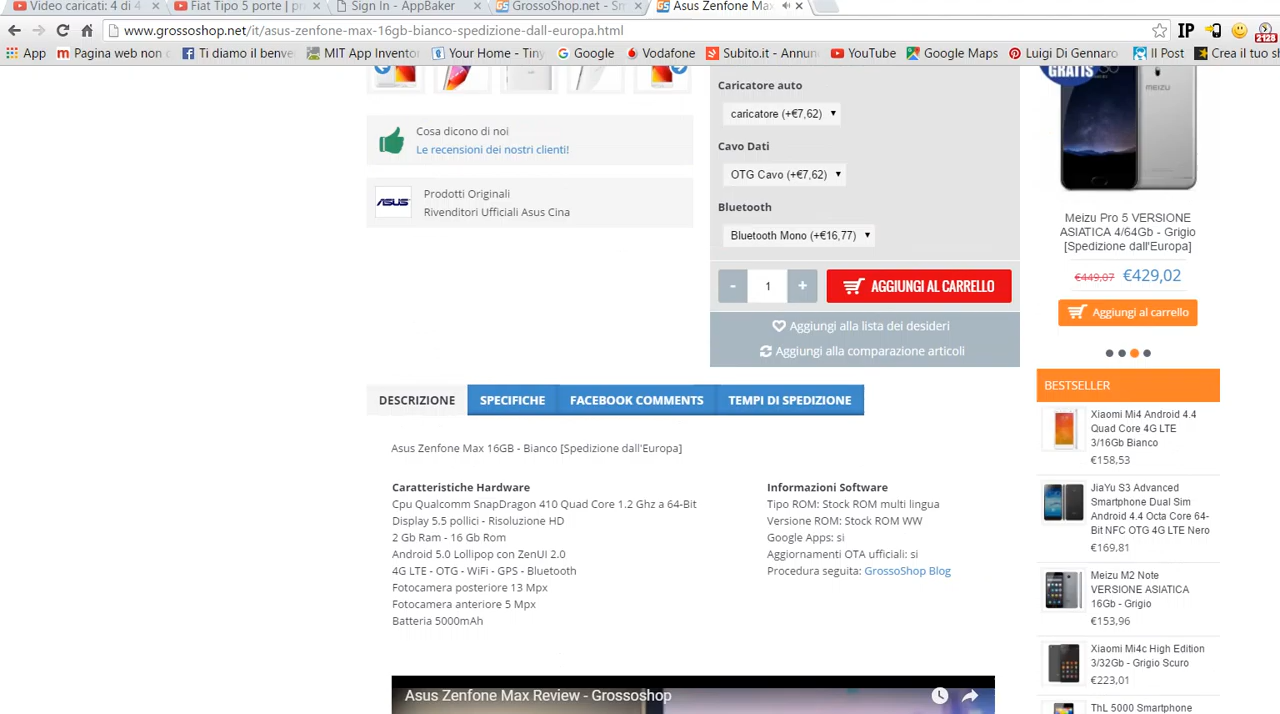 Video caricati: 4 di 4
Fiat Tipo 5 porte | pr
Sign In - AppBaker
GrossoShop.net - Sm
Asus Zenfone Max
www.grossoshop.net/it/asus-zenfone-max-16gb-bianco-spedizione-dall-europa.html
IP
App
Pagina web non c
Ti diamo il benve
MIT App Inventor
Your Home - Tiny
Google
Vodafone
Subito.it - Annun
YouTube
Google Maps
Luigi Di Gennaro
Il Post
Crea il tuo s
Cosa dicono di noi
Le recensioni dei nostri clienti!
ASUS
Prodotti Originali
Rivenditori Ufficiali Asus Cina
Caricatore auto
caricatore (+€7,62)
Cavo Dati
OTG Cavo (+€7,62)
Bluetooth
Bluetooth Mono (+€16,77)
- 1 +
AGGIUNGI AL CARRELLO
Aggiungi alla lista dei desideri
Aggiungi alla comparazione articoli
GRATIS
MEIZU
Meizu Pro 5 VERSIONE
ASIATICA 4/64Gb - Grigio
[Spedizione dall'Europa]
€449,07 €429,02
Aggiungi al carrello
DESCRIZIONE
SPECIFICHE
FACEBOOK COMMENTS
TEMPI DI SPEDIZIONE
Asus Zenfone Max 16GB - Bianco [Spedizione dall'Europa]
Caratteristiche Hardware
Cpu Qualcomm SnapDragon 410 Quad Core 1.2 Ghz a 64-Bit
Display 5.5 pollici - Risoluzione HD
2 Gb Ram - 16 Gb Rom
Android 5.0 Lollipop con ZenUI 2.0
4G LTE - OTG - WiFi - GPS - Bluetooth
Fotocamera posteriore 13 Mpx
Fotocamera anteriore 5 Mpx
Batteria 5000mAh
Informazioni Software
Tipo ROM: Stock ROM multi lingua
Versione ROM: Stock ROM WW
Google Apps: si
Aggiornamenti OTA ufficiali: si
Procedura seguita: GrossoShop Blog
Asus Zenfone Max Review - Grossoshop
BESTSELLER
Xiaomi Mi4 Android 4.4
Quad Core 4G LTE
3/16Gb Bianco
€158,53
JiaYu S3 Advanced
Smartphone Dual Sim
Android 4.4 Octa Core 64-
Bit NFC OTG 4G LTE Nero
€169,81
Meizu M2 Note
VERSIONE ASIATICA
16Gb - Grigio
€153,96
Xiaomi Mi4c High Edition
3/32Gb - Grigio Scuro
€223,01
ThL 5000 Smartphone